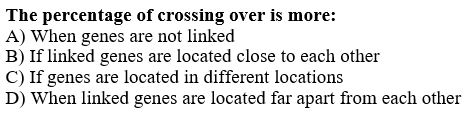 The percentage of crossing over is more:
A) When genes are not linked
B) If linked genes are located close to each other
C) If genes are located in different locations
D) When linked genes are located far apart from each other